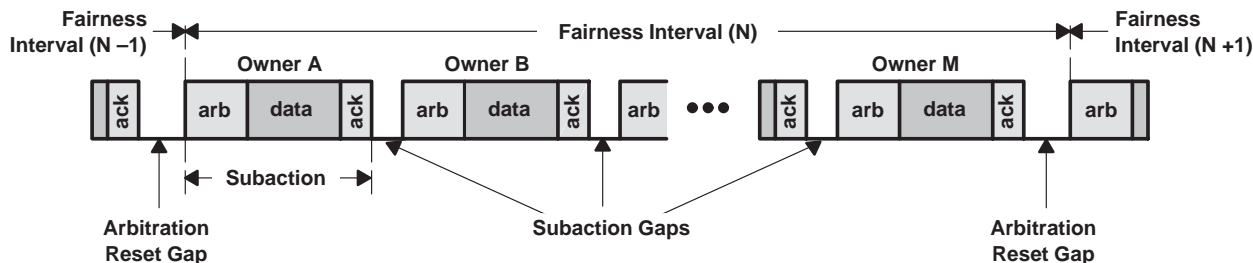 Fairness
Interval (N –1)
Fairness Interval (N)
Fairness
Interval (N +1)
Owner A
Owner B
Owner M
ack
arb
data
ack
arb
data
ack
arb
ack
arb
data
ack
arb
Subaction
Arbitration
Reset Gap
Subaction Gaps
Arbitration
Reset Gap